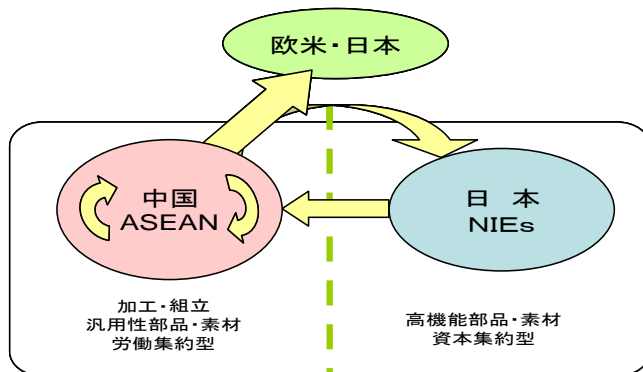 欧米・日本
中国
ASEAN
日 本
NIEs
加工・組立
汎用性部品・素材
労働集約型
高機能部品・素材
資本集約型